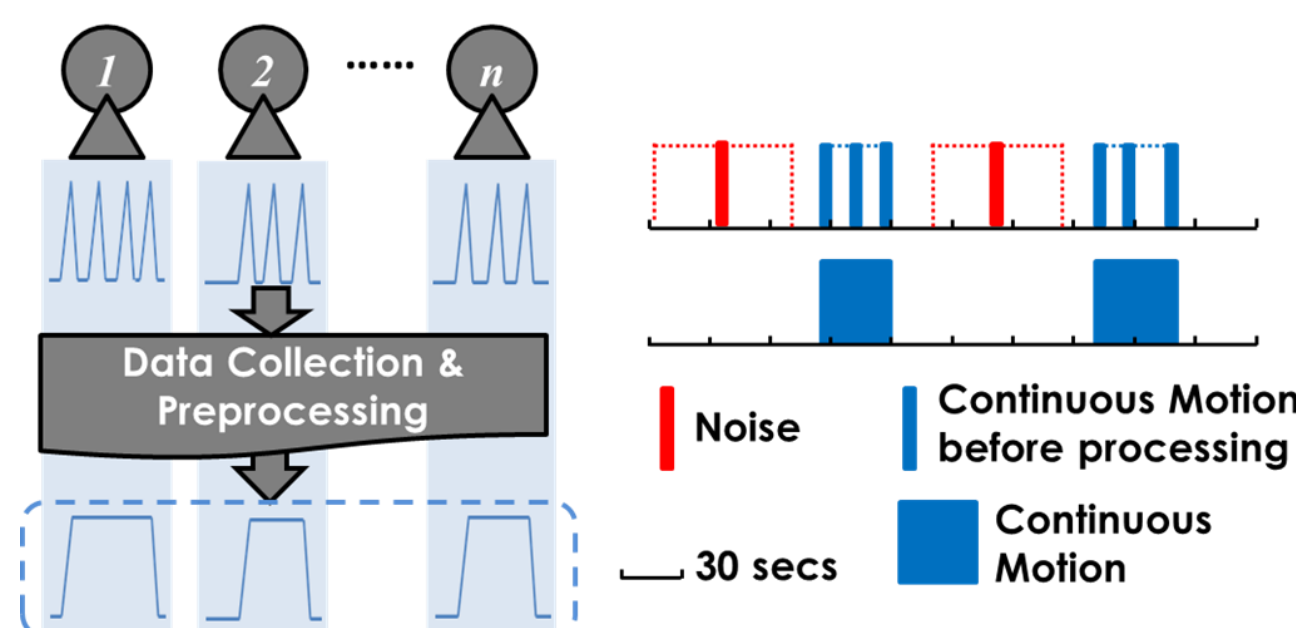 1
2
......
n
Data Collection &
Preprocessing
Noise
Continuous Motion
before processing
30 secs
Continuous
Motion